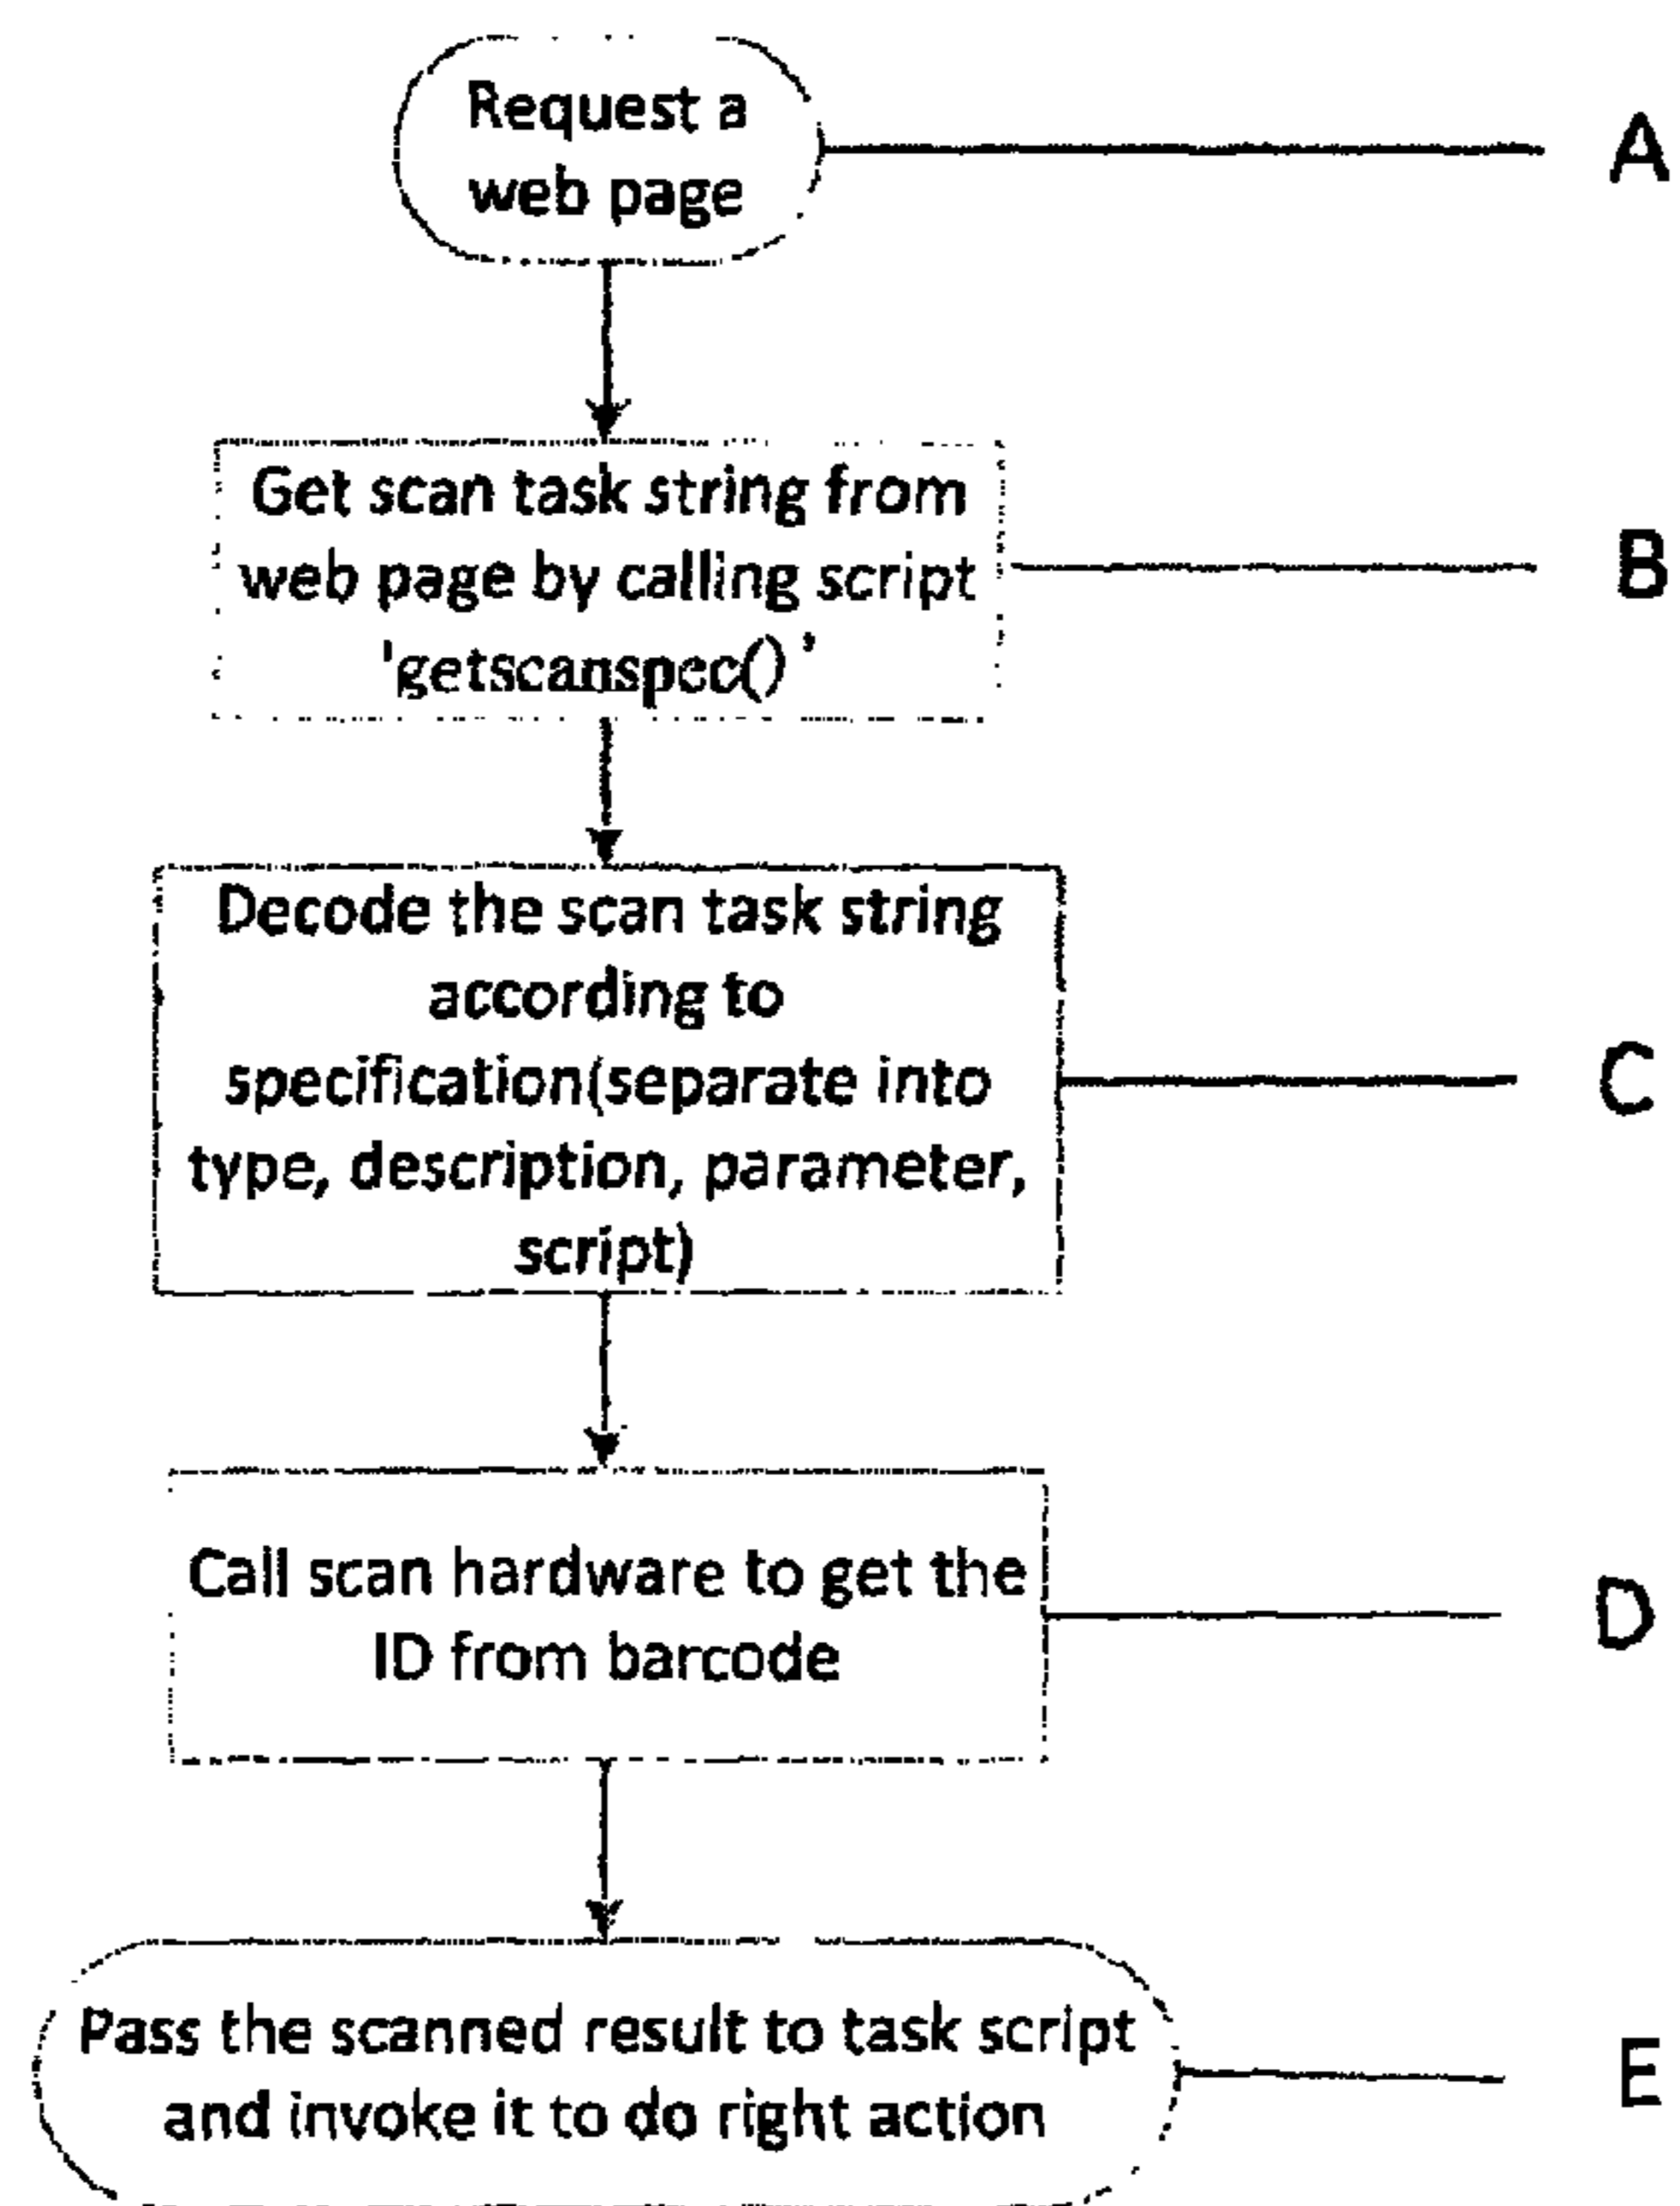 Request a
web page
A
Get scan task string from
web page by calling script
'getscanspec()’
B
Decode the scan task string
according to
specification(separate into
type, description, parameter,
script)
C
Call scan hardware to get the
ID from barcode
D
Pass the scanned result to task script
and invoke it to do right action
E